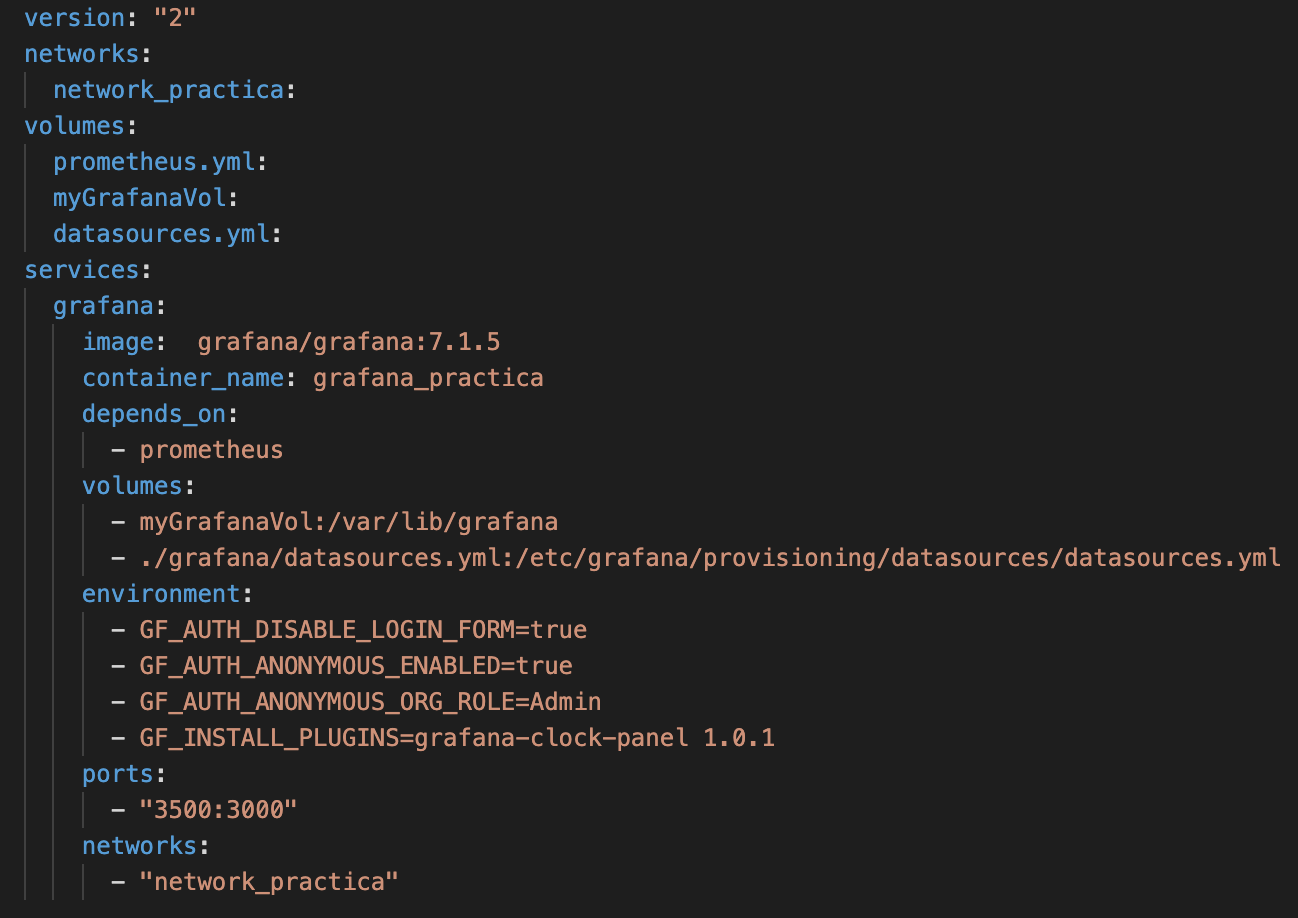 version: "2"
networks:
  network_practica:
volumes:
  prometheus.yml:
  myGrafanaVol:
  datasources.yml:
services:
  grafana:
    image:  grafana/grafana:7.1.5
    container_name: grafana_practica
    depends_on:
      - prometheus
    volumes:
      - myGrafanaVol:/var/lib/grafana
      - ./grafana/datasources.yml:/etc/grafana/provisioning/datasources/datasources.yml
    environment:
      - GF_AUTH_DISABLE_LOGIN_FORM=true
      - GF_AUTH_ANONYMOUS_ENABLED=true
      - GF_AUTH_ANONYMOUS_ORG_ROLE=Admin
      - GF_INSTALL_PLUGINS=grafana-clock-panel 1.0.1
    ports:
      - "3500:3000"
    networks:
      - "network_practica"